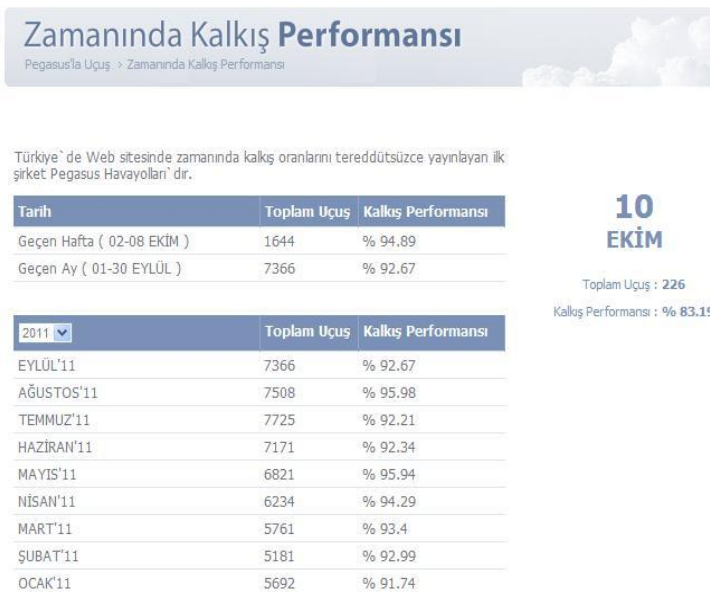 Zamanında Kalkış Performansı
Pegasus'la Uçuş > Zamanında Kalkış Performansı
Türkiye`de Web sitesinde zamanında kalkış oranlarını tereddütsüzce yayınlayan ilk
şirket Pegasus Havayolları`dır.
Tarih Toplam Uçuş Kalkış Performansı
Geçen Hafta ( 02-08 EKİM ) 1644 % 94.89
Geçen Ay ( 01-30 EYLÜL ) 7366 % 92.67
2011 Toplam Uçuş Kalkış Performansı
EYLÜL'11 7366 % 92.67
AĞUSTOS'11 7508 % 95.98
TEMMUZ'11 7725 % 92.21
HAZİRAN'11 7171 % 92.34
MAYIS'11 6821 % 95.94
NİSAN'11 6234 % 94.29
MART'11 5761 % 93.4
ŞUBAT'11 5181 % 92.99
OCAK'11 5692 % 91.74
10
EKİM
Toplam Uçuş : 226
Kalkış Performansı : % 83.19